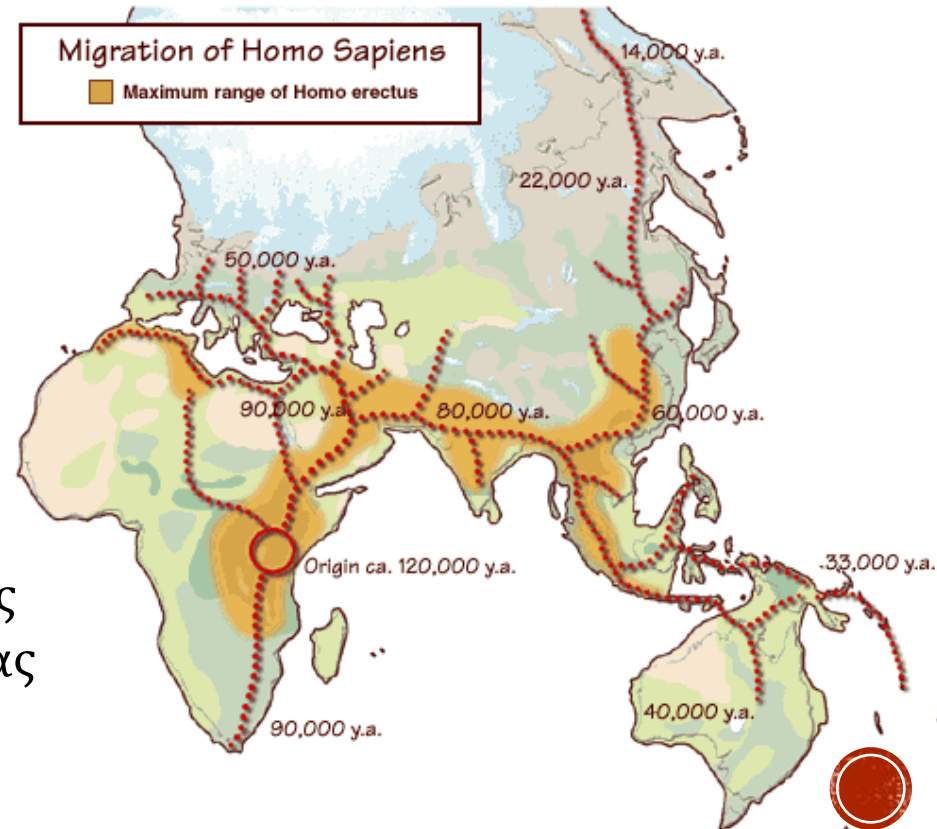 Migration of Homo Sapiens
Maximum range of Homo erectus
14,000 y.a.
22,000 y.a.
50,000 y.a.
90,000 y.a.
80,000 y.a.
60,000 y.a.
Origin ca. 120,000 y.a.
33,000 y.a.
40,000 y.a.
90,000 y.a.